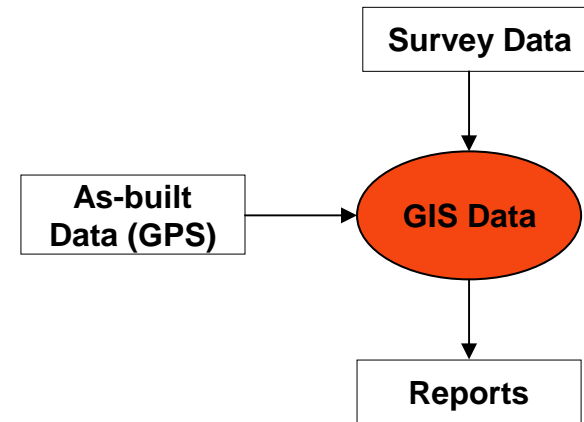 Survey Data
As-built
Data (GPS)
GIS Data
Reports